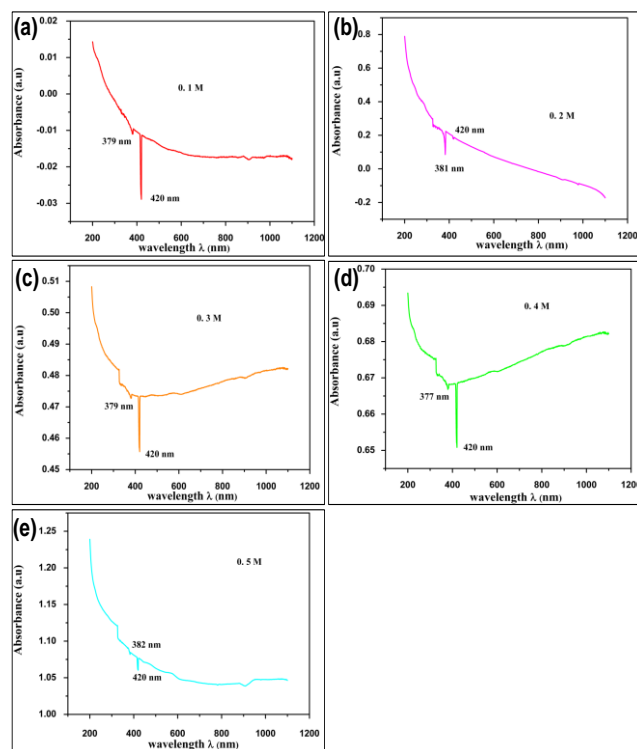 (a)
0.02
0.01
0.00
-0.01
-0.02
-0.03
Absorbance (a.u)
0. 1 M
379 nm
420 nm
200 400 600 800 1000 1200
wavelength λ (nm)
(b)
0.8
0.6
0.4
0.2
0.0
-0.2
Absorbance (a.u)
0. 2 M
420 nm
381 nm
200 400 600 800 1000 1200
wavelength λ (nm)
(c)
0.51
0.50
0.49
0.48
0.47
0.46
0.45
Absorbance (a.u)
0. 3 M
379 nm
420 nm
200 400 600 800 1000 1200
wavelength λ (nm)
(d)
0.70
0.69
0.68
0.67
0.66
0.65
Absorbance (a.u)
0. 4 M
377 nm
420 nm
200 400 600 800 1000 1200
wavelength λ (nm)
(e)
1.25
1.20
1.15
1.10
1.05
1.00
Absorbance (a.u)
0. 5 M
382 nm
420 nm
200 400 600 800 1000 1200
wavelength λ (nm)